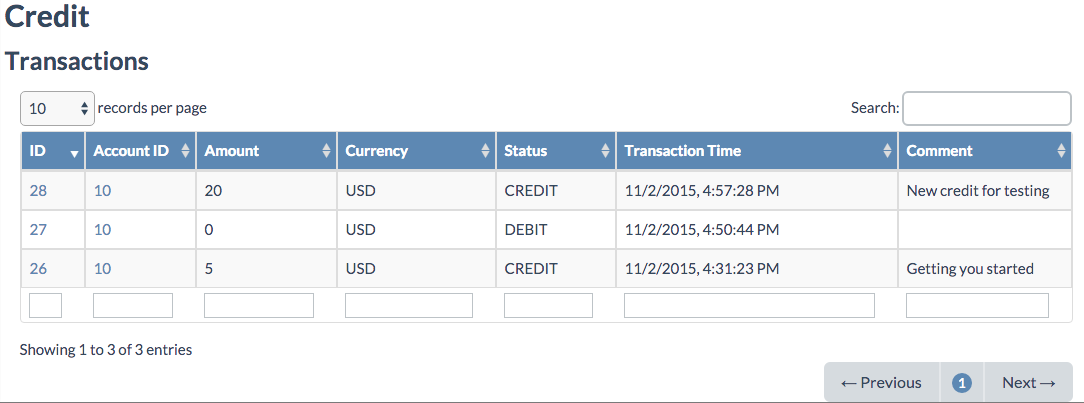 Credit
Transactions
10 records per page Search:
ID Account ID Amount Currency Status Transaction Time Comment
28 10 20 USD CREDIT 11/2/2015, 4:57:28 PM New credit for testing
27 10 0 USD DEBIT 11/2/2015, 4:50:44 PM
26 10 5 USD CREDIT 11/2/2015, 4:31:23 PM Getting you started
Showing 1 to 3 of 3 entries
← Previous 1 Next →